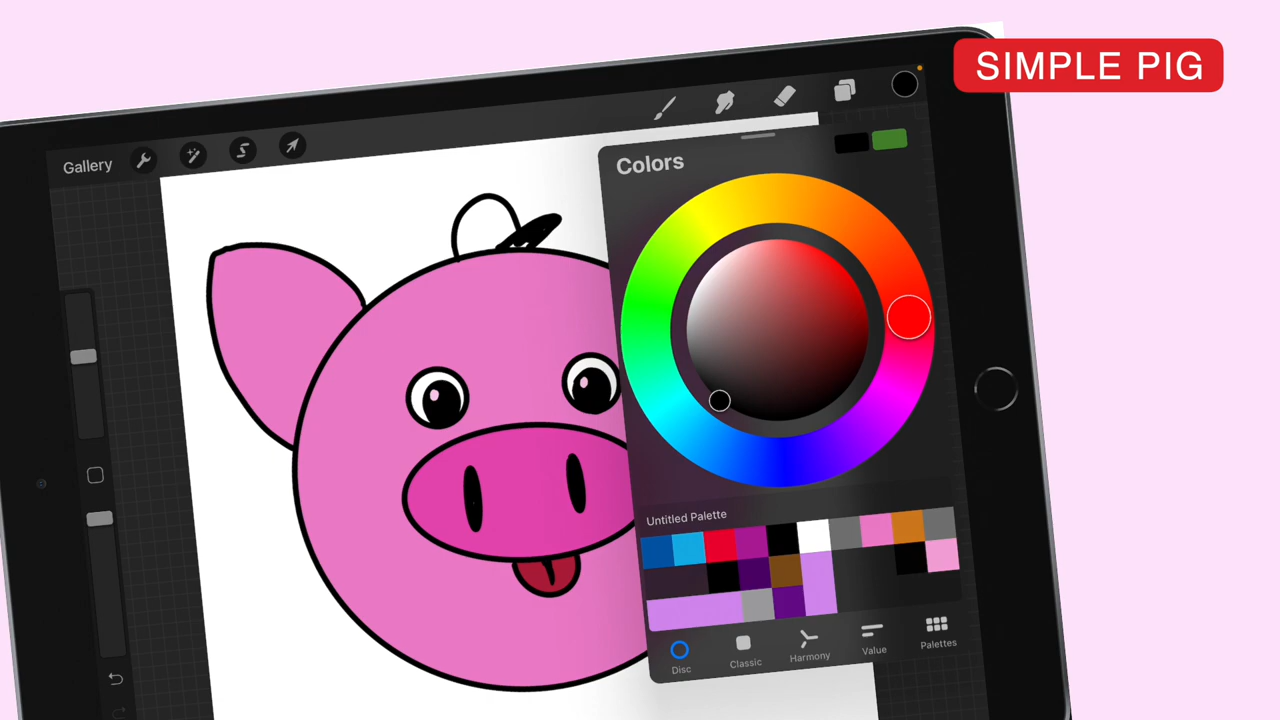 SIMPLE PIG
Gallery
Colors
Untitled Palette
Disc
Classic
Harmony
Value
Palettes